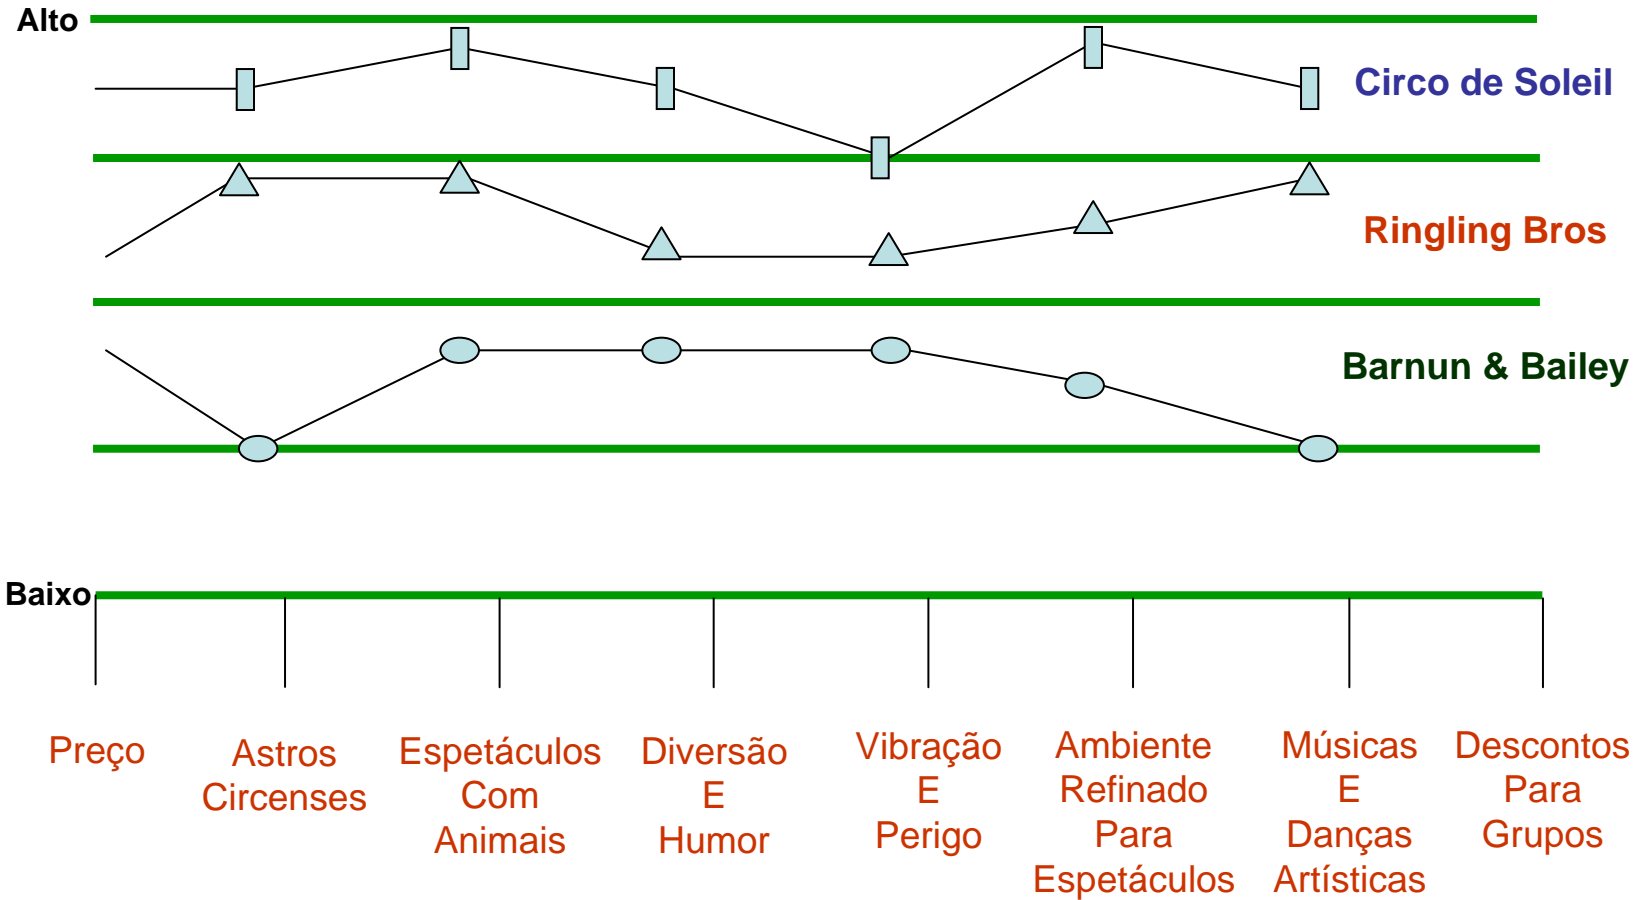 Alto
Circo de Soleil
Ringling Bros
Barnun & Bailey
Baixo
Preço
Astros
Circenses
Espetáculos
Com
Animais
Diversão
E
Humor
Vibração
E
Perigo
Ambiente
Refinado
Para
Espetáculos
Músicas
E
Danças
Artísticas
Descontos
Para
Grupos